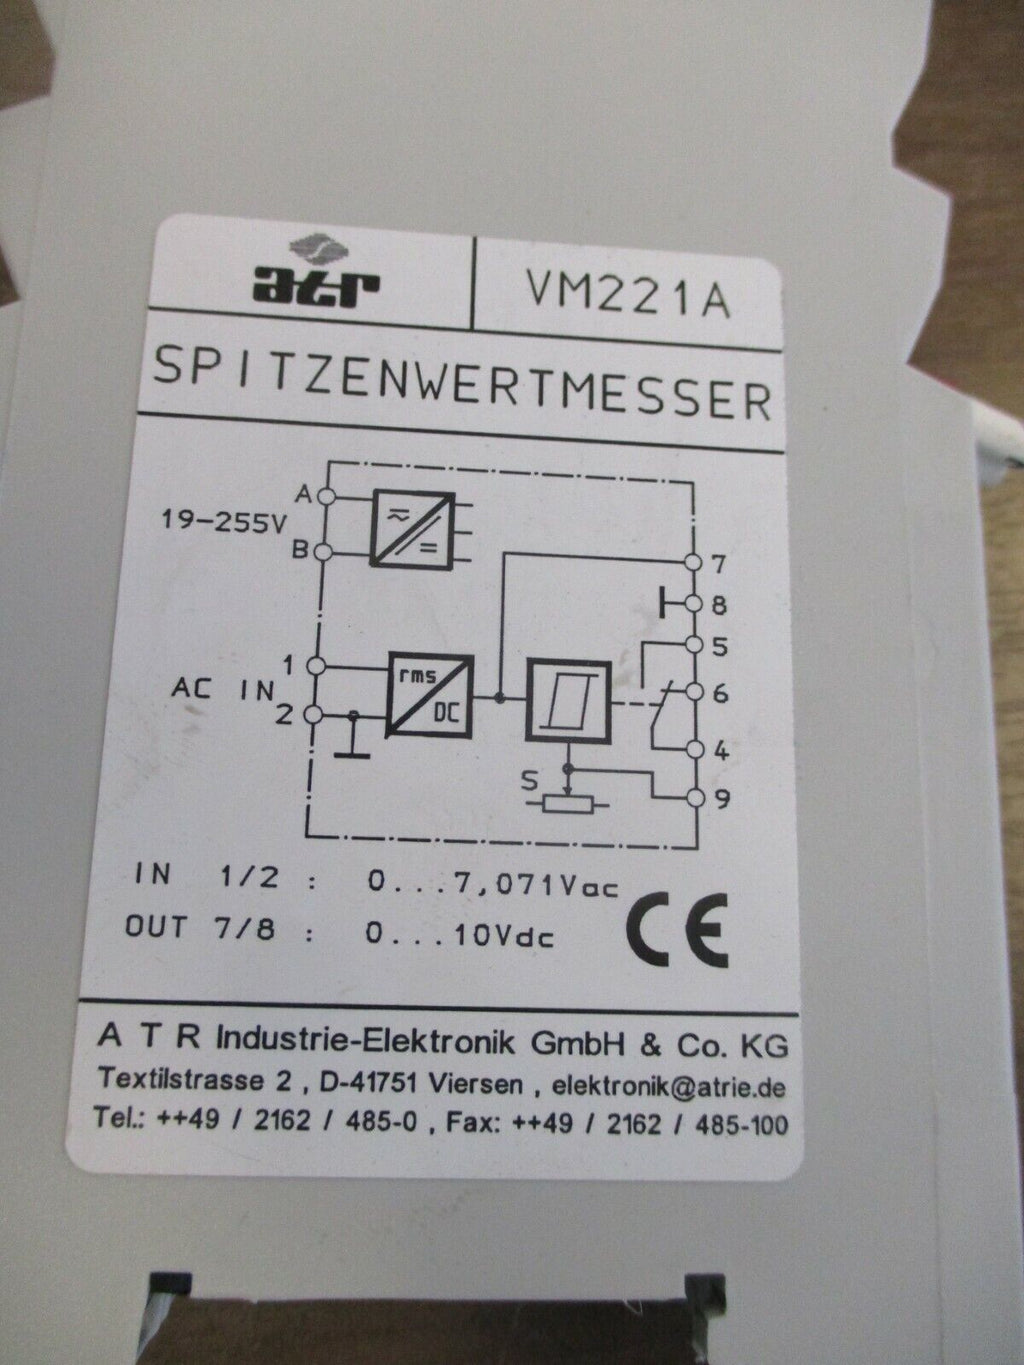 atr
VM221A
SPITZENWERTMESSER
A
19-255V
B
7
8
5
1
rms
6
AC IN
2
DC
4
S
9
IN 1/2 : 0...7,071Vac
OUT 7/8 : 0...10Vdc
CE
A T R Industrie-Elektronik GmbH & Co. KG
Textilstrasse 2 , D-41751 Viersen , elektronik@atrie.de
Tel.: ++49 / 2162 / 485-0 , Fax: ++49 / 2162 / 485-100